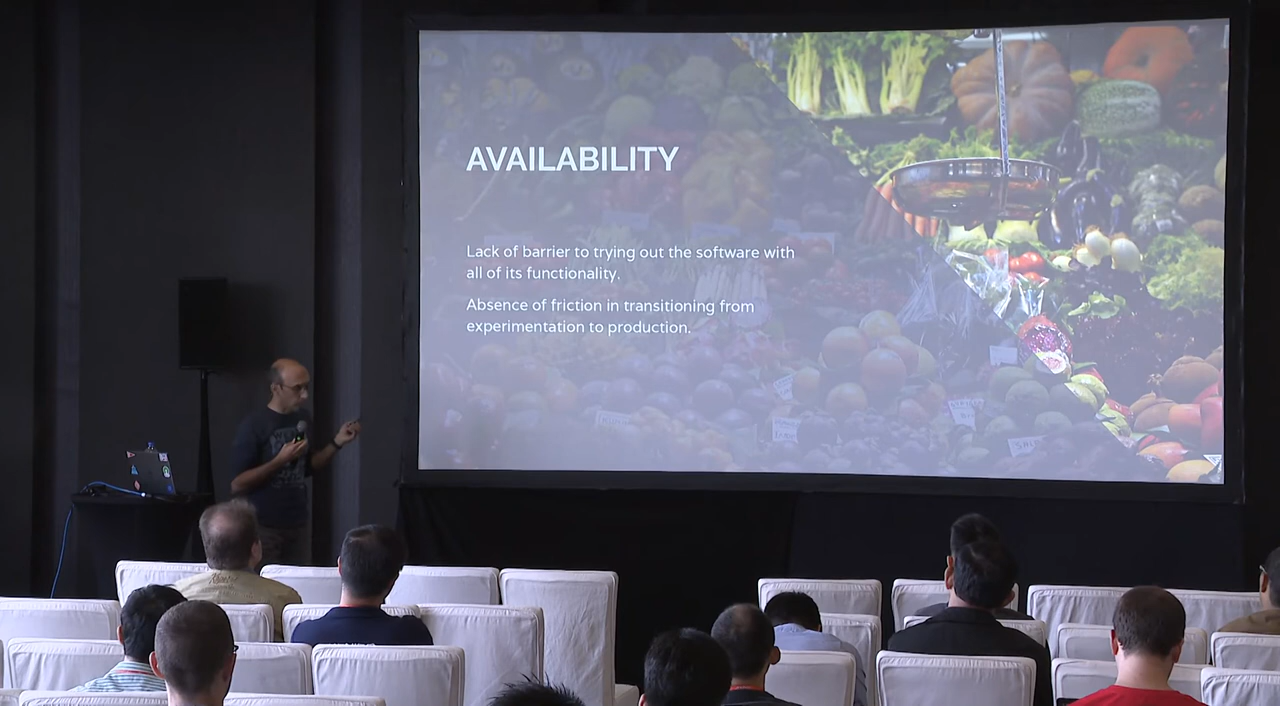 AVAILABILITY
Lack of barrier to trying out the software with
all of its functionality.
Absence of friction in transitioning from
experimentation to production.